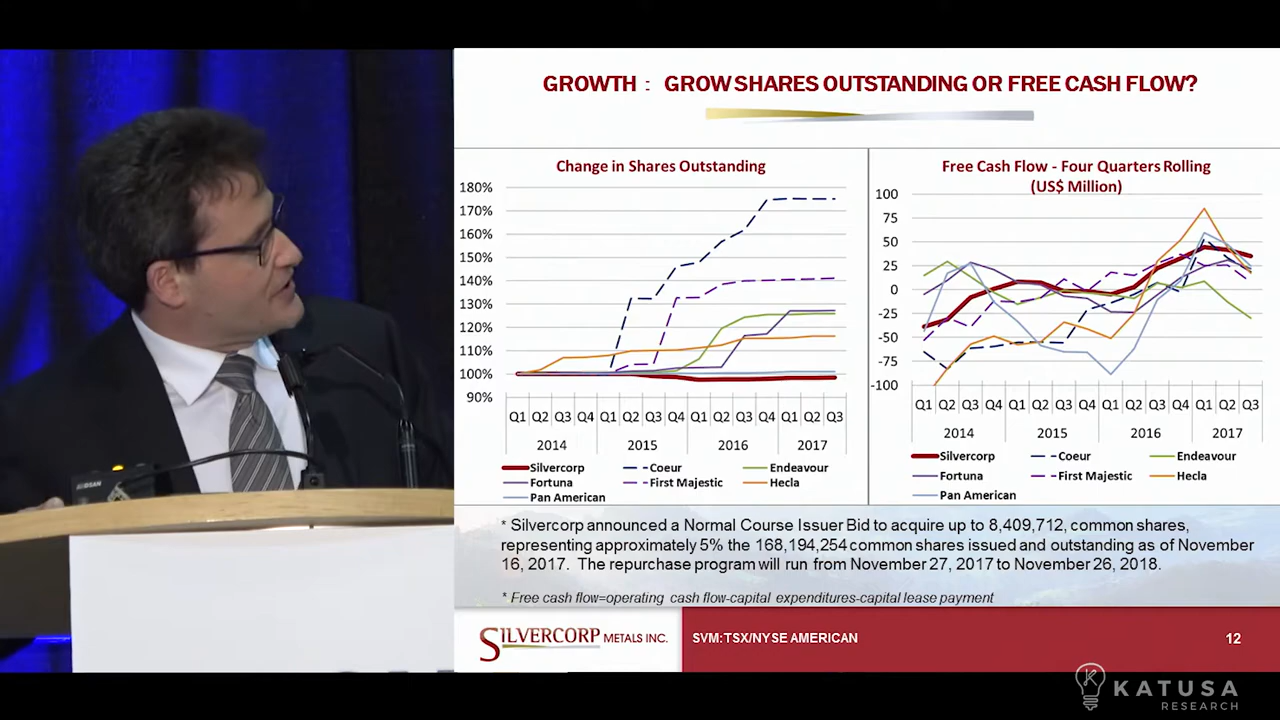 GROWTH : GROW SHARES OUTSTANDING OR FREE CASH FLOW?
Change in Shares Outstanding
180%
170%
160%
150%
140%
130%
120%
110%
100%
90%
Q1 Q2 Q3 Q4 Q1 Q2 Q3 Q4 Q1 Q2 Q3 Q4 Q1 Q2 Q3
2014 2015 2016 2017
Silvercorp Coeur Endeavour
Fortuna First Majestic Hecla
Pan American
Free Cash Flow - Four Quarters Rolling
(US$ Million)
100
75
50
25
0
-25
-50
-75
-100
Q1 Q2 Q3 Q4 Q1 Q2 Q3 Q4 Q1 Q2 Q3 Q4 Q1 Q2 Q3
2014 2015 2016 2017
Silvercorp Coeur Endeavour
Fortuna First Majestic Hecla
Pan American
* Silvercorp announced a Normal Course Issuer Bid to acquire up to 8,409,712, common shares,
representing approximately 5% the 168,194,254 common shares issued and outstanding as of November
16, 2017. The repurchase program will run from November 27, 2017 to November 26, 2018.
* Free cash flow=operating cash flow-capital expenditures-capital lease payment
SILVERCORP METALS INC.
SVM:TSX/NYSE AMERICAN
12
KATUSA
RESEARCH